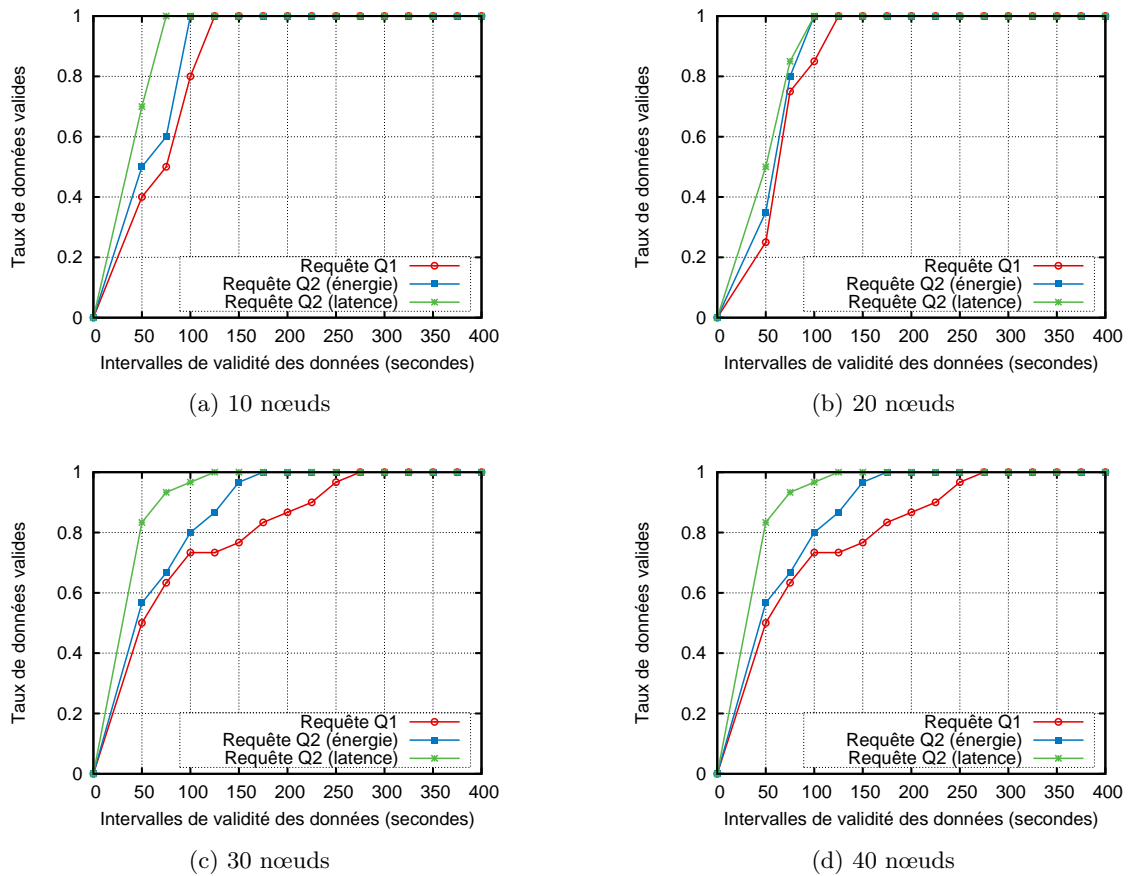 1
0.8
0.6
0.4
0.2
0
Taux de données valides
Requête Q1
Requête Q2 (énergie)
Requête Q2 (latence)
0 50 100 150 200 250 300 350 400
Intervalles de validité des données (secondes)
(a) 10 nœuds
1
0.8
0.6
0.4
0.2
0
Taux de données valides
Requête Q1
Requête Q2 (énergie)
Requête Q2 (latence)
0 50 100 150 200 250 300 350 400
Intervalles de validité des données (secondes)
(b) 20 nœuds
1
0.8
0.6
0.4
0.2
0
Taux de données valides
Requête Q1
Requête Q2 (énergie)
Requête Q2 (latence)
0 50 100 150 200 250 300 350 400
Intervalles de validité des données (secondes)
(c) 30 nœuds
1
0.8
0.6
0.4
0.2
0
Taux de données valides
Requête Q1
Requête Q2 (énergie)
Requête Q2 (latence)
0 50 100 150 200 250 300 350 400
Intervalles de validité des données (secondes)
(d) 40 nœuds